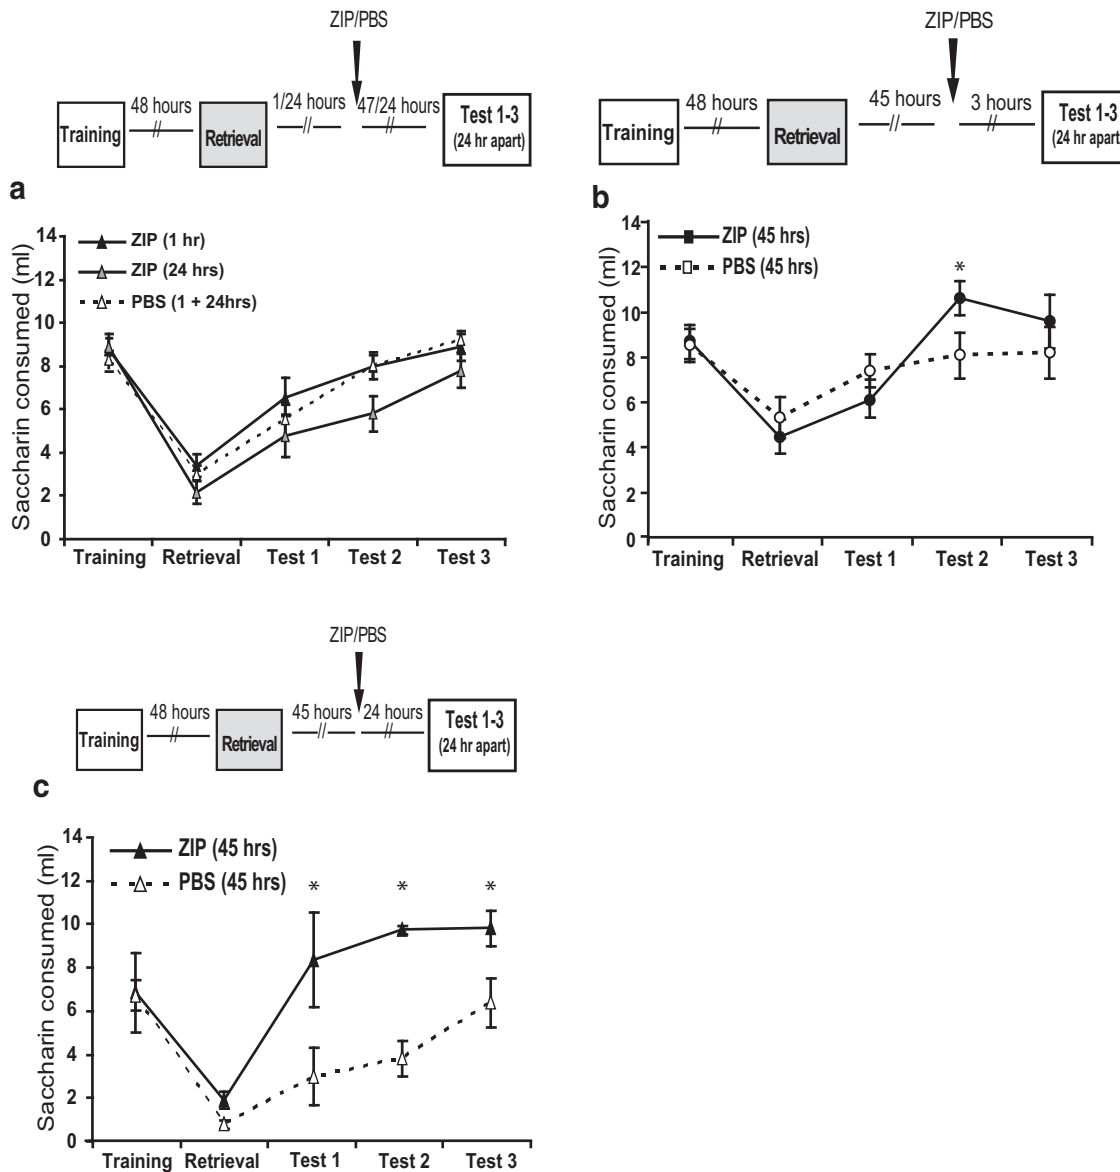 ZIP/PBS
48 hours
1/24 hours
47/24 hours
Training
Retrieval
Test 1-3
(24 hr apart)
ZIP/PBS
48 hours
45 hours
3 hours
Training
Retrieval
Test 1-3
(24 hr apart)
a
Saccharin consumed (ml)
14
12
10
8
6
4
2
0
ZIP (1 hr)
ZIP (24 hrs)
PBS (1 + 24hrs)
Training Retrieval Test 1 Test 2 Test 3
b
Saccharin consumed (ml)
14
12
10
8
6
4
2
0
ZIP (45 hrs)
PBS (45 hrs)
*
Training Retrieval Test 1 Test 2 Test 3
ZIP/PBS
48 hours
45 hours
24 hours
Training
Retrieval
Test 1-3
(24 hr apart)
c
Saccharin consumed (ml)
14
12
10
8
6
4
2
0
ZIP (45 hrs)
PBS (45 hrs)
* * *
Training Retrieval Test 1 Test 2 Test 3